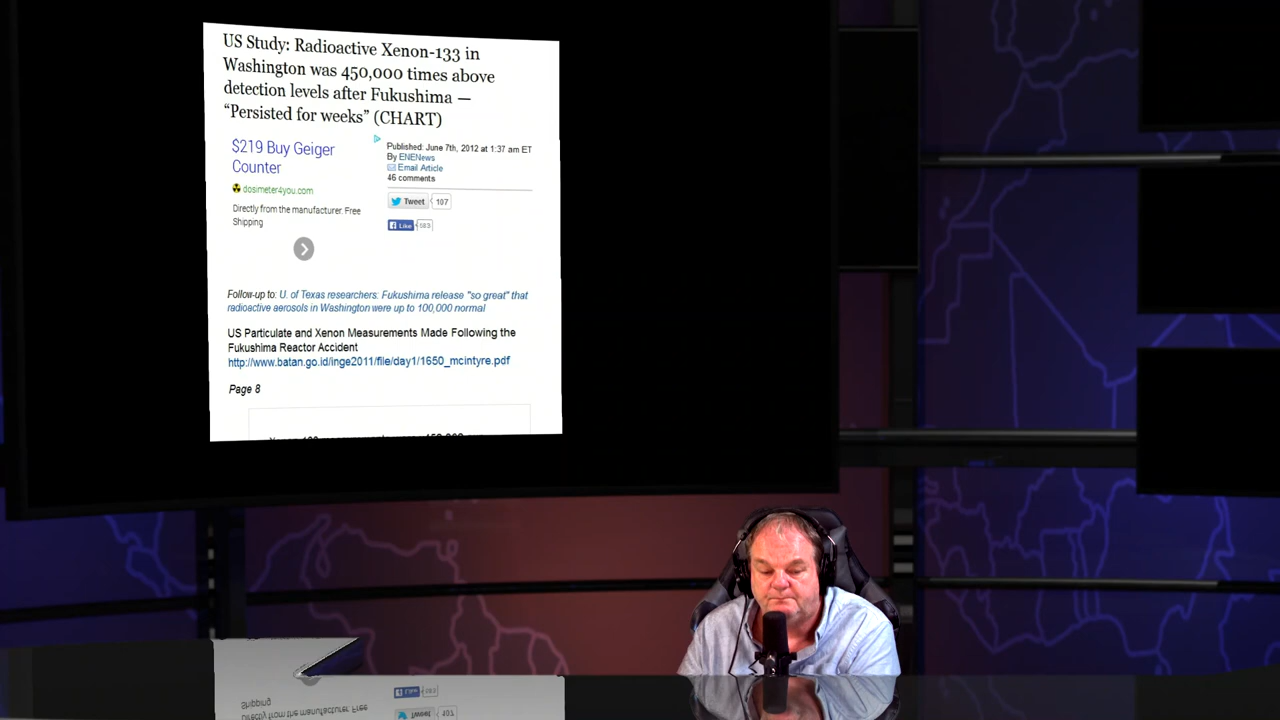 US Study: Radioactive Xenon-133 in
Washington was 450,000 times above
detection levels after Fukushima —
“Persisted for weeks” (CHART)
$219 Buy Geiger
Counter
dosimeter4you.com
Directly from the manufacturer. Free
Shipping
Published: June 7th, 2012 at 1:37 am ET
By ENENews
Email Article
46 comments
Tweet 107
Like 583
Follow-up to: U. of Texas researchers: Fukushima release "so great" that
radioactive aerosols in Washington were up to 100,000 normal
US Particulate and Xenon Measurements Made Following the
Fukushima Reactor Accident
http://www.batan.go.id/inge2011/file/day1/1650_mcintyre.pdf
Page 8